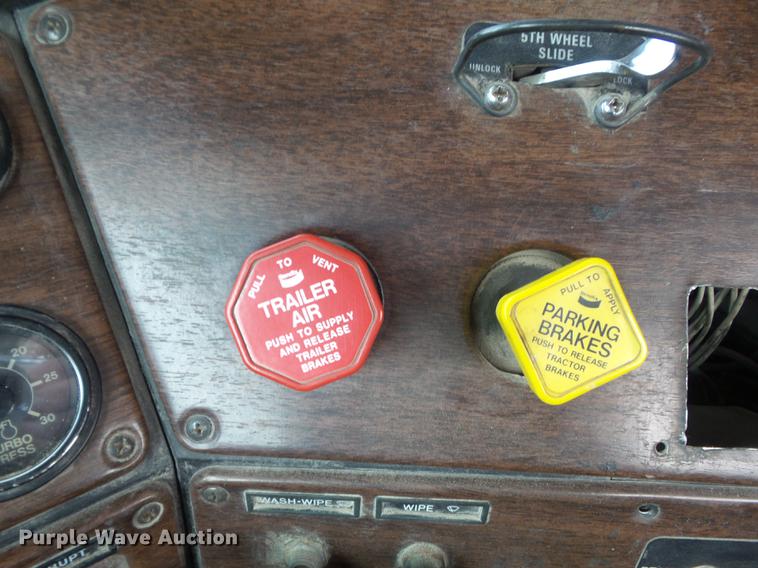 5TH WHEEL
SLIDE
UNLOCK
LOCK
PULL TO VENT
TRAILER
AIR
PUSH TO SUPPLY
AND RELEASE
TRAILER
BRAKES
PULL TO APPLY
PARKING
BRAKES
PUSH TO RELEASE
TRACTOR
BRAKES
20
25
30
TURBO
PRESS
WASH-WIPE
WIPE
Purple Wave Auction